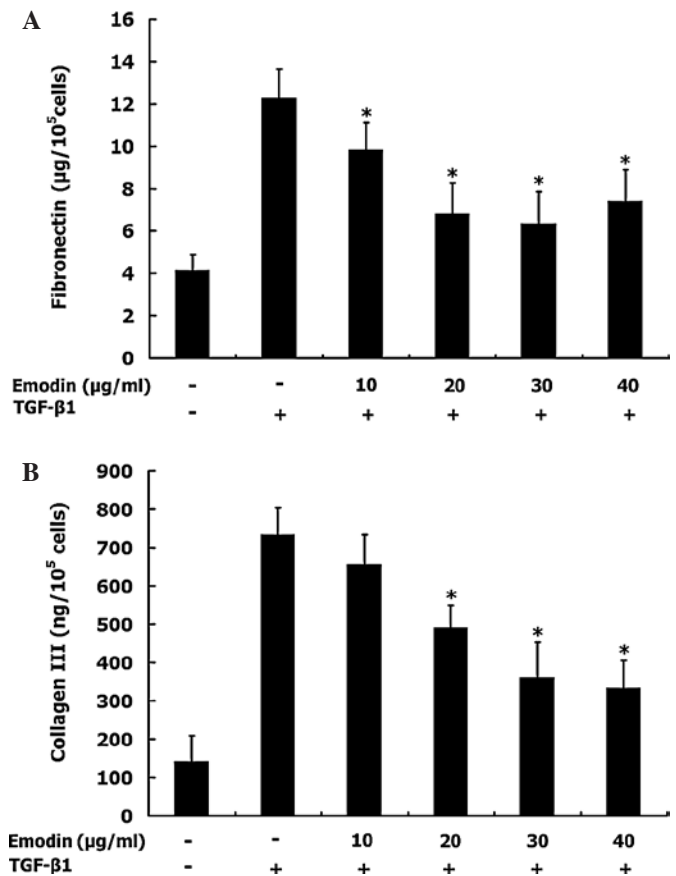 A
16
14
12
10
8
6
4
2
0
Fibronectin (µg/10⁵cells)
* * * *
Emodin (µg/ml) - - 10 20 30 40
TGF-β1 - + + + + +
B
900
800
700
600
500
400
300
200
100
0
Collagen III (ng/10⁵ cells)
* * *
Emodin (µg/ml) - - 10 20 30 40
TGF-β1 - + + + + +